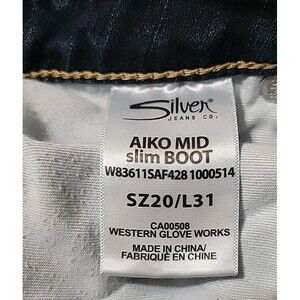 Silver
JEANS CO.
AIKO MID
slim BOOT
W83611SAF428 1000514
SZ20/L31
CA00508
WESTERN GLOVE WORKS
MADE IN CHINA/
FABRIQUÉ EN CHINE